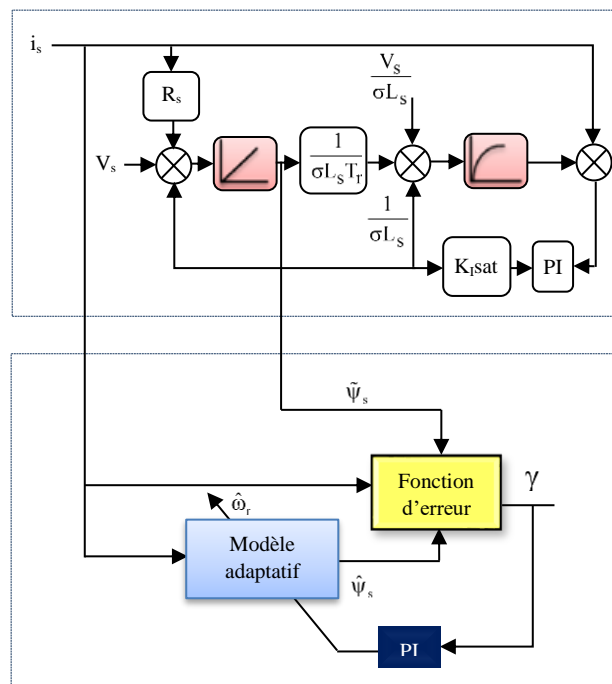 i_s
R_s
V_S / σL_S
V_s
1 / σL_sT_r
1 / σL_S
K_Isat
PI
ψ̃_s
Fonction d'erreur
γ
ω̂_r
Modèle adaptatif
ψ̂_s
PI